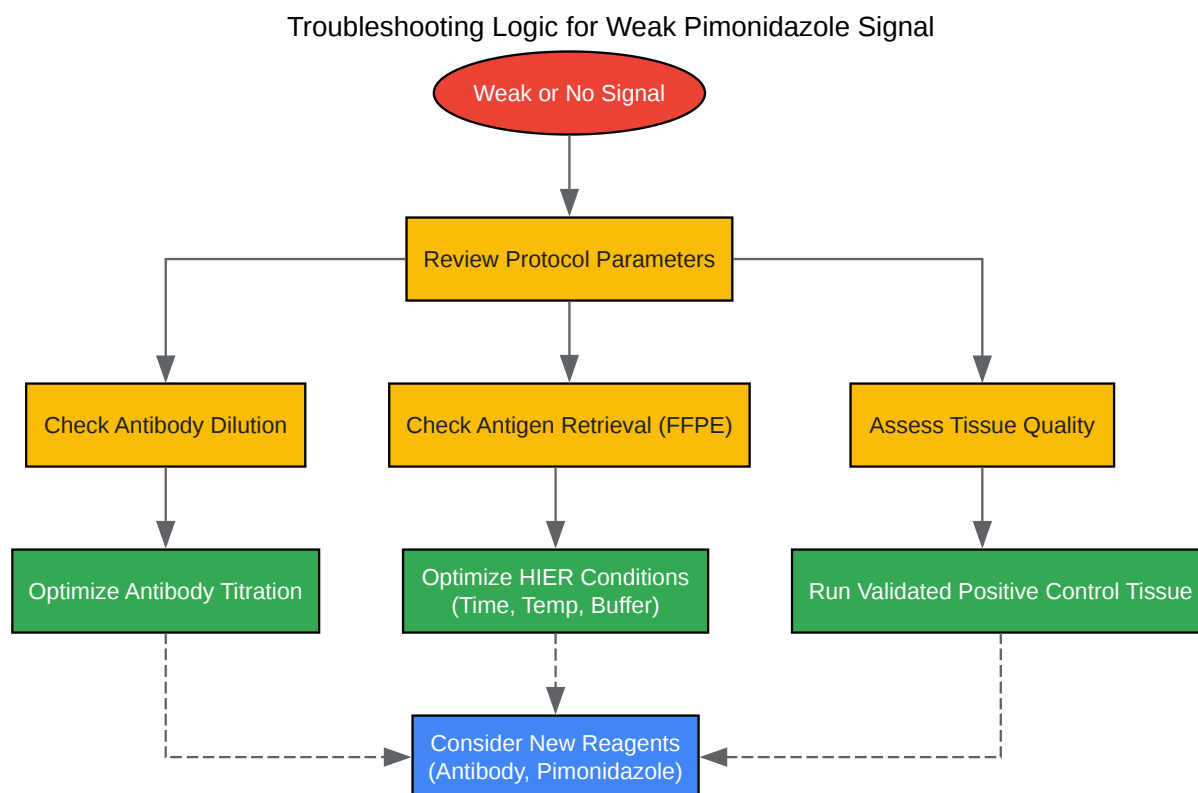 Troubleshooting Logic for Weak Pimonidazole Signal
Weak or No Signal
Review Protocol Parameters
Check Antibody Dilution
Check Antigen Retrieval (FFPE)
Assess Tissue Quality
Optimize Antibody Titration
Optimize HIER Conditions
(Time, Temp, Buffer)
Run Validated Positive Control Tissue
Consider New Reagents
(Antibody, Pimonidazole)